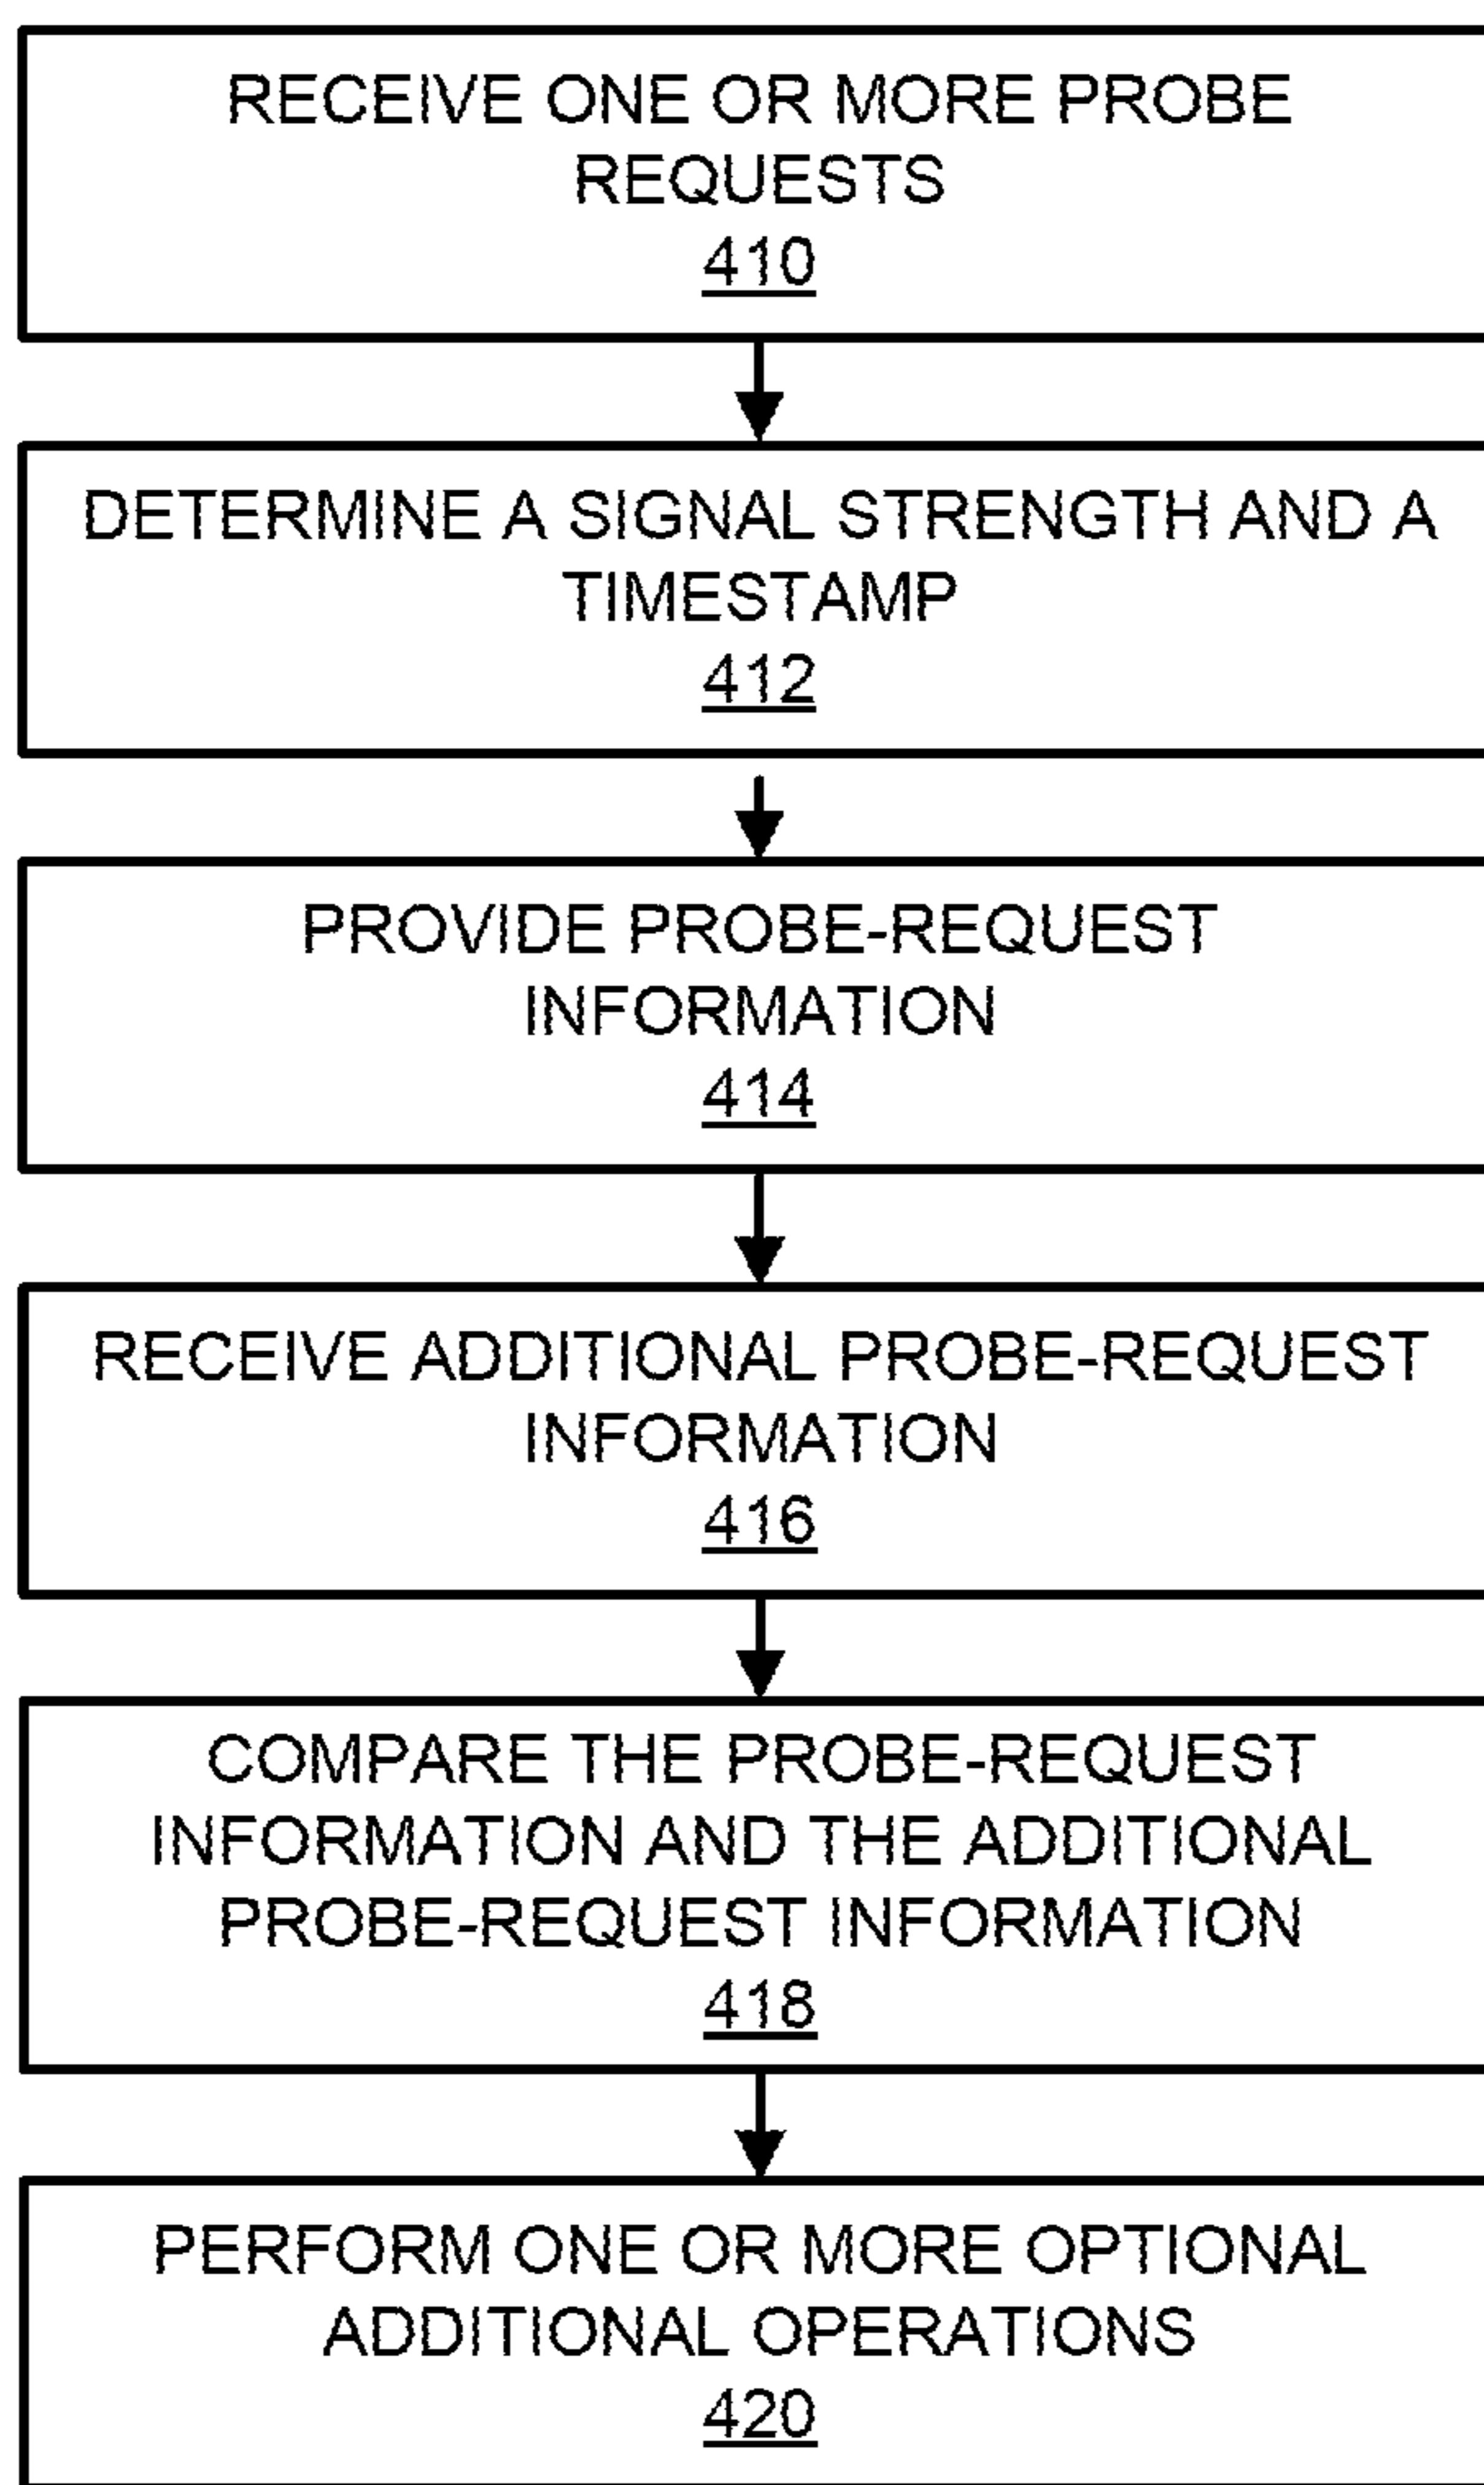 RECEIVE ONE OR MORE PROBE
REQUESTS
410
DETERMINE A SIGNAL STRENGTH AND A
TIMESTAMP
412
PROVIDE PROBE-REQUEST
INFORMATION
414
RECEIVE ADDITIONAL PROBE-REQUEST
INFORMATION
416
COMPARE THE PROBE-REQUEST
INFORMATION AND THE ADDITIONAL
PROBE-REQUEST INFORMATION
418
PERFORM ONE OR MORE OPTIONAL
ADDITIONAL OPERATIONS
420